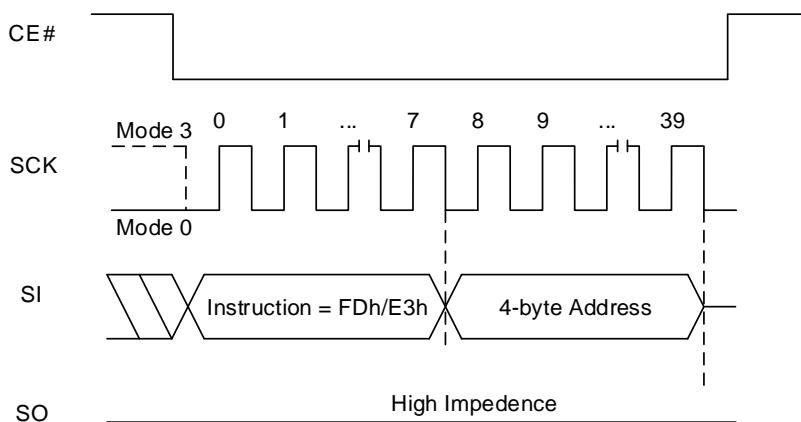 CE#
SCK
Mode 3
0 1 ... 7 8 9 ... 39
Mode 0
SI
Instruction = FDh/E3h
4-byte Address
SO
High Impedence